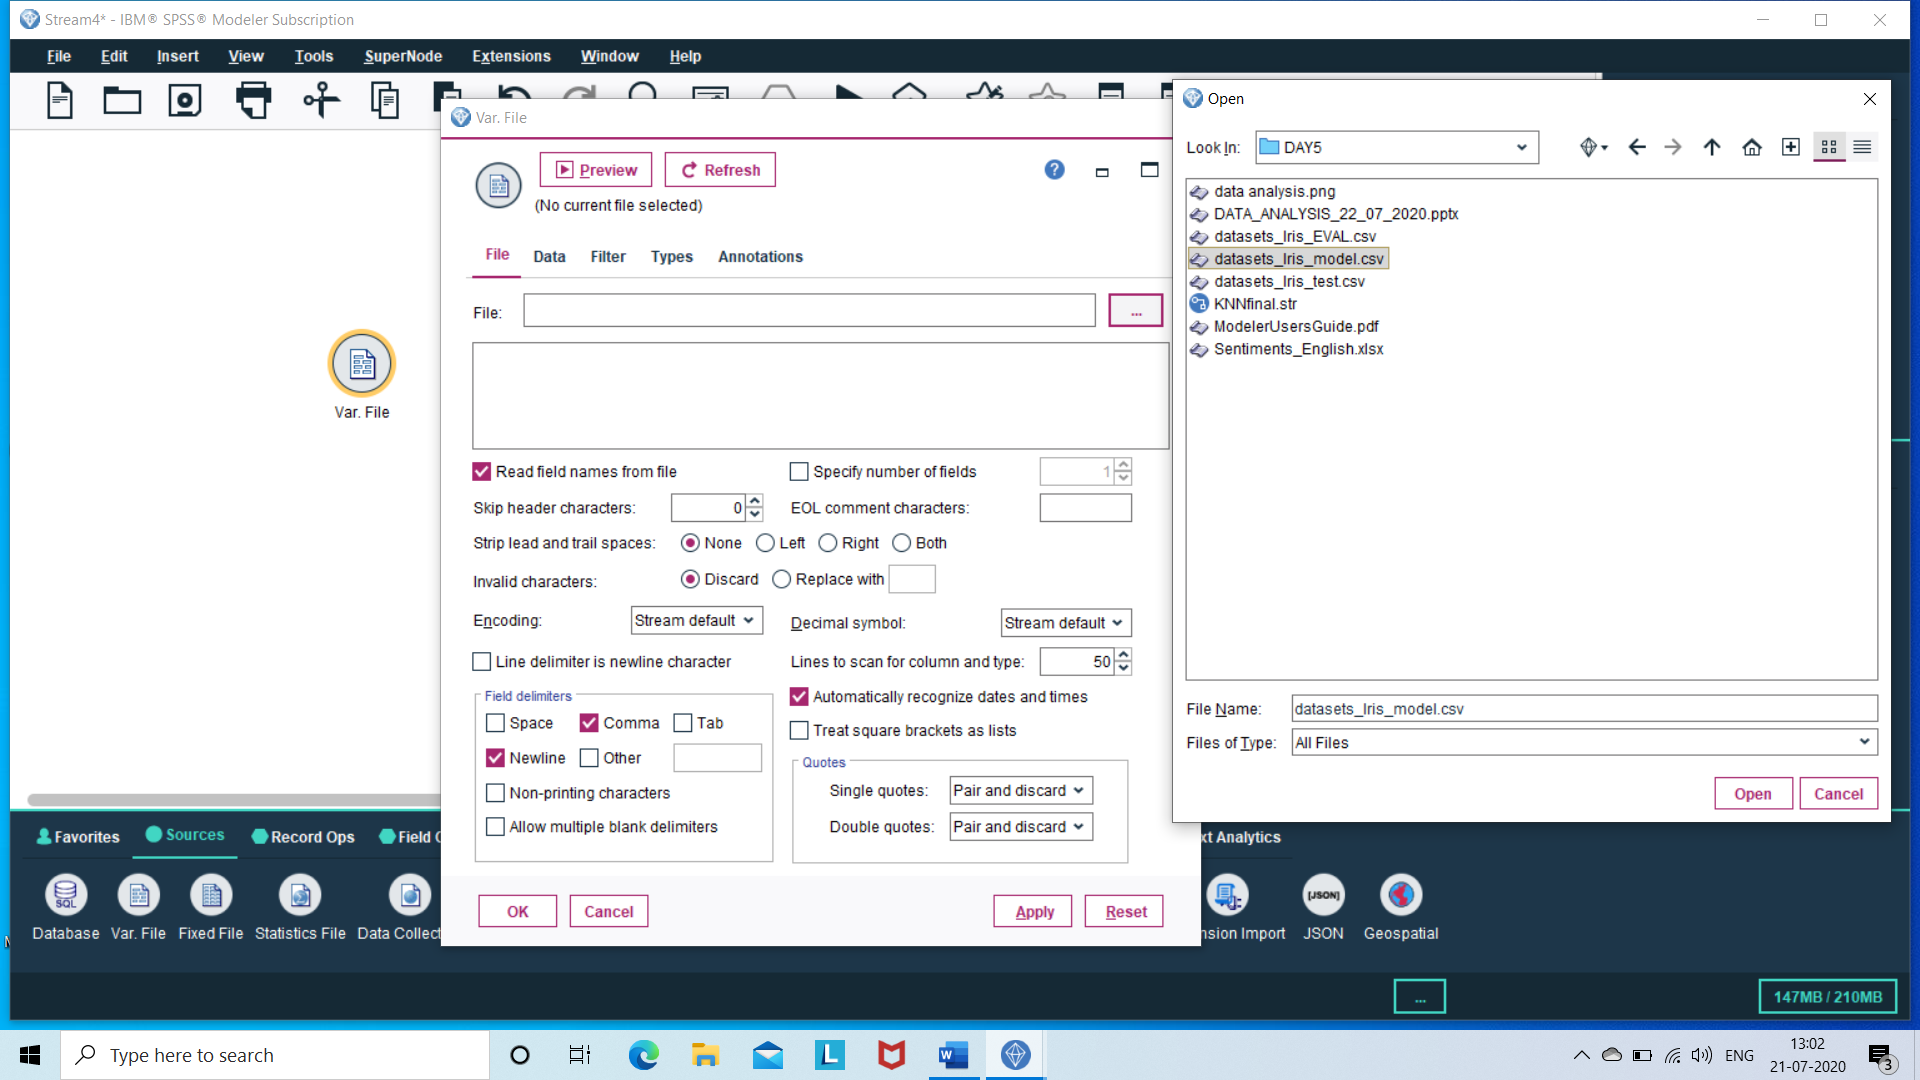 Stream4* - IBM® SPSS® Modeler Subscription
File Edit Insert View Tools SuperNode Extensions Window Help
Var. File
Var. File
Preview Refresh
(No current file selected)
File Data Filter Types Annotations
File: ...
Read field names from file
Specify number of fields 1
Skip header characters: 0
EOL comment characters:
Strip lead and trail spaces: None Left Right Both
Invalid characters: Discard Replace with
Encoding: Stream default
Decimal symbol: Stream default
Line delimiter is newline character
Lines to scan for column and type: 50
Field delimiters
Space Comma Tab
Newline Other
Non-printing characters
Allow multiple blank delimiters
Automatically recognize dates and times
Treat square brackets as lists
Quotes
Single quotes: Pair and discard
Double quotes: Pair and discard
OK Cancel Apply Reset
Open
Look In: DAY5
data analysis.png
DATA_ANALYSIS_22_07_2020.pptx
datasets_Iris_EVAL.csv
datasets_Iris_model.csv
datasets_Iris_test.csv
KNNfinal.str
ModelerUsersGuide.pdf
Sentiments_English.xlsx
File Name: datasets_Iris_model.csv
Files of Type: All Files
Open Cancel
Favorites Sources Record Ops Field O xt Analytics
SQL [JSON]
Database Var. File Fixed File Statistics File Data Collect nsion Import JSON Geospatial
... 147MB / 210MB
Type here to search
L W ENG
13:02
21-07-2020
3